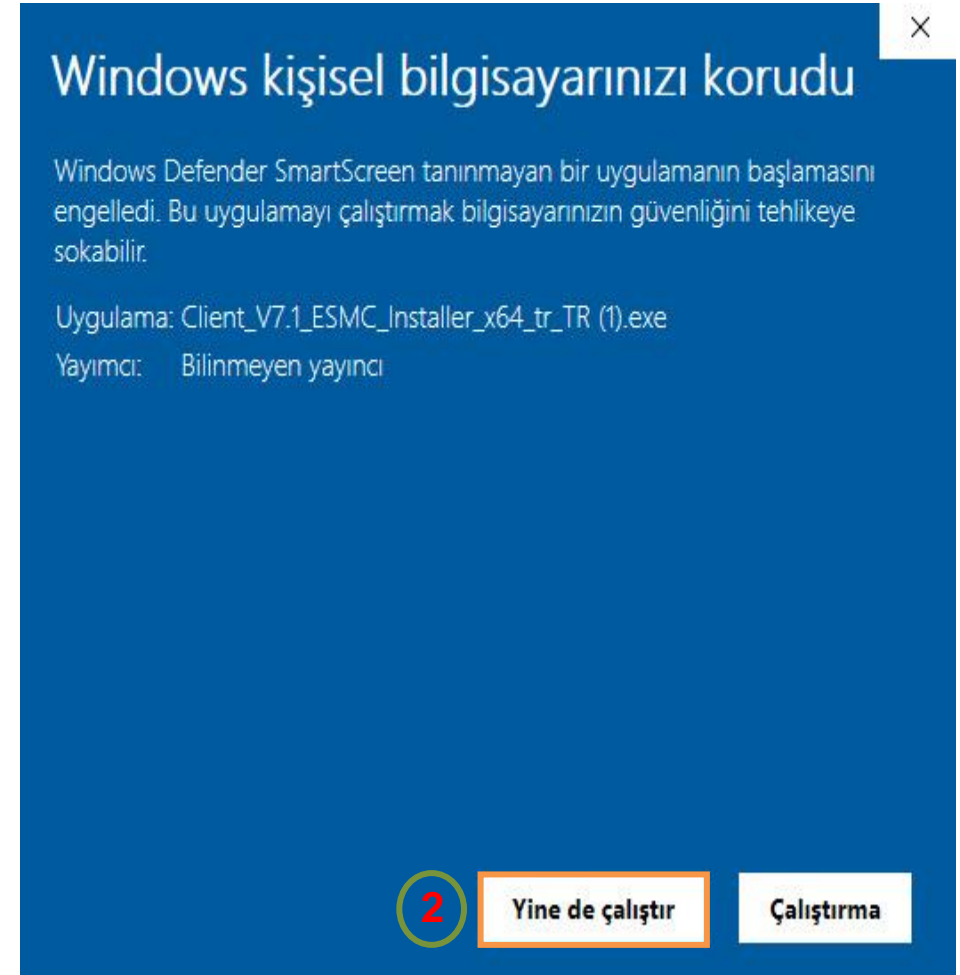 Windows kişisel bilgisayarınızı korudu
Windows Defender SmartScreen tanınmayan bir uygulamanın başlamasını
engelledi. Bu uygulamayı çalıştırmak bilgisayarınızın güvenliğini tehlikeye
sokabilir.
Uygulama: Client_V7.1_ESMC_Installer_x64_tr_TR (1).exe
Yayımcı: Bilinmeyen yayıncı
2 Yine de çalıştır Çalıştırma